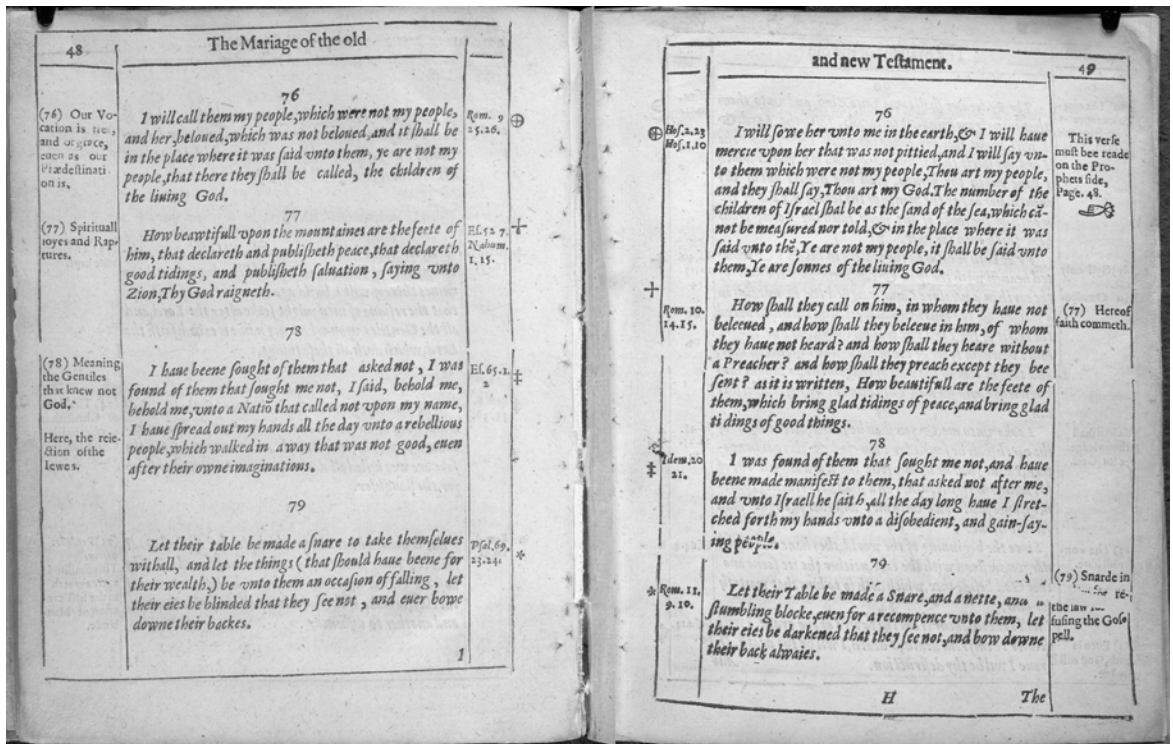 48
The Mariage of the old
76
(76) Our Vo-
cation is
and of grace,
euen as our
Prædestinati
on is.
I will call them my people, which were not my people,
and her, beloued, which was not beloued, and it ſhall be
in the place where it was ſaid vnto them, ye are not my
people, that there they ſhall be called, the children of
the liuing God.
Rom. 9
25.26.
77
(77) Spirituall
ioyes and Rap-
tures.
How beawtifull vpon the mountaines are the feete of
him, that declareth and publiſheth peace, that declareth
good tidings, and publiſheth ſaluation, ſaying vnto
Zion, Thy God raigneth.
Eſ.52 7.
Nahum.
1, 15.
78
(78) Meaning
the Gentiles
that knew not
God.
Here, the reie-
ction of the
Iewes.
I haue beene ſought of them that asked not, I was
found of them that ſought me not, I ſaid, behold me,
behold me, vnto a Natiō that called not vpon my name,
I haue ſpread out my hands all the day vnto a rebellious
people, which walked in a way that was not good, euen
after their owne imaginations.
Eſ.65.1.
2
79
Let their table be made a ſnare to take themſelues
withall, and let the things (that ſhould haue beene for
their wealth,) be vnto them an occaſion of falling, let
their eies be blinded that they ſee not, and euer bowe
downe their backes.
Pſal.69.
23.24.
*
1
and new Teſtament.
49
76
Hoſ.2.23
Hoſ.1.10
I will ſowe her vnto me in the earth, & I will haue
mercie vpon her that was not pittied, and I will ſay vn-
to them which were not my people, Thou art my people,
and they ſhall ſay, Thou art my God. The number of the
children of Iſrael ſhal be as the ſand of the ſea, which cā-
not be meaſured nor told, & in the place where it was
ſaid vnto thē, Ye are not my people, it ſhall be ſaid vnto
them, Ye are ſonnes of the liuing God.
This verſe
muſt bee reade
on the Pro-
phets ſide,
Page. 48.
77
Rom. 10.
14.15.
How ſhall they call on him, in whom they haue not
beleeued, and how ſhall they beleeue in him, of whom
they haue not heard? and how ſhall they heare without
a Preacher? and how ſhall they preach except they bee
ſent? as it is written, How beautifull are the feete of
them, which bring glad tidings of peace, and bring glad
tidings of good things.
(77) Hereof
faith commeth.
78
Idem.20
21.
I was found of them that ſought me not, and haue
beene made manifeſt to them, that asked not after me,
and vnto Iſraell he ſaith, all the day long haue I ſtret-
ched forth my hands vnto a diſobedient, and gain-ſay-
ing people.
79
* Rom. 11.
9. 10.
Let their Table be made a Snare, and a nette, and a
ſtumbling blocke, euen for a recompence vnto them, let
their eies be darkened that they ſee not, and bow downe
their back alwaies.
(79) Snarde in
re-
the law
fuſing the Goſ-
pell.
H
The